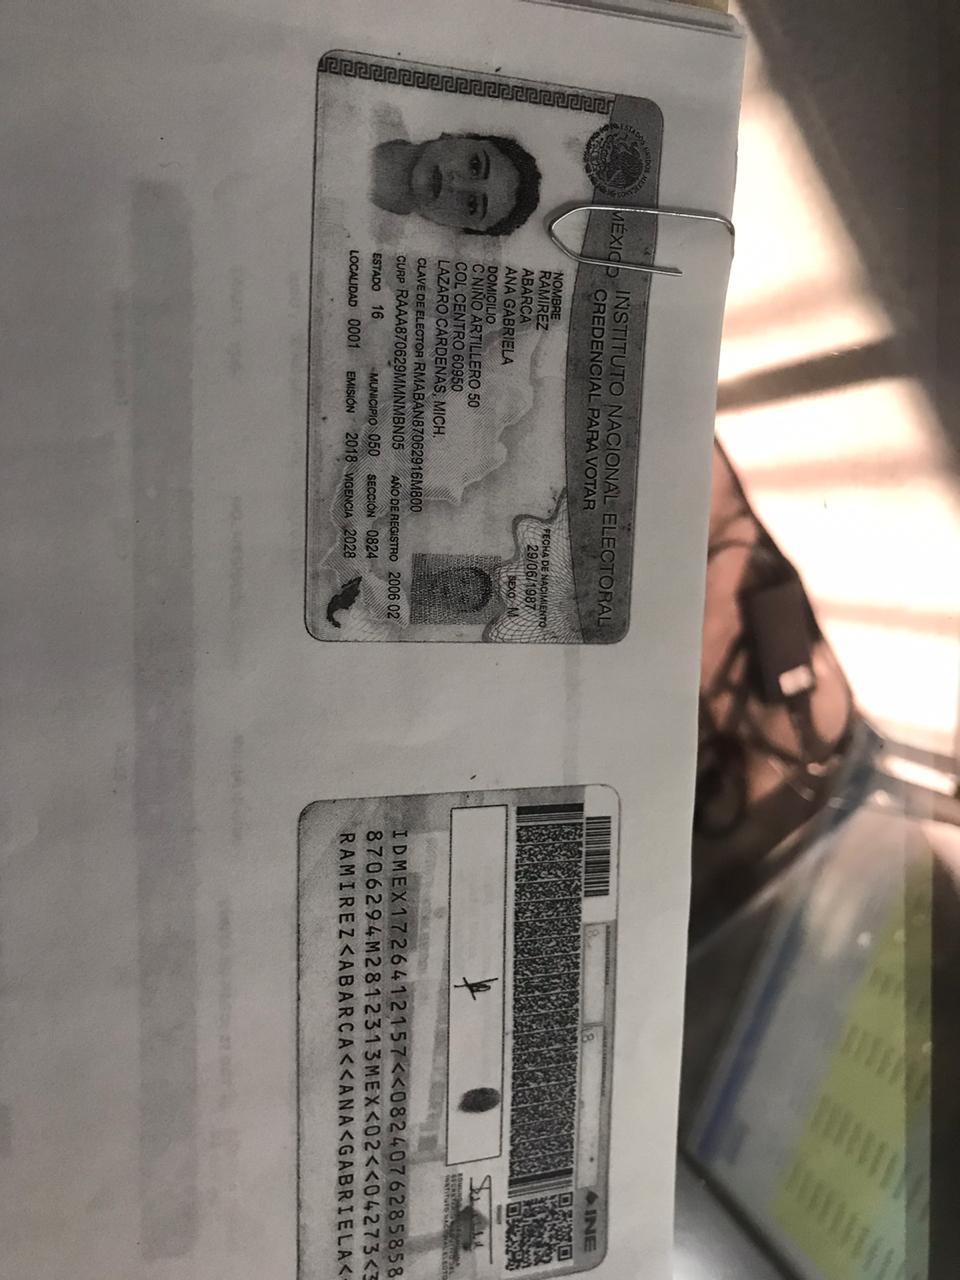 MÉXICO INSTITUTO NACIONAL ELECTORAL
CREDENCIAL PARA VOTAR
ESTADOS UNIDOS MEXICANOS
NOMBRE
RAMIREZ
ABARCA
ANA GABRIELA
FECHA DE NACIMIENTO
29/06/1987
SEXO M
DOMICILIO
C NIÑO ARTILLERO 50
COL CENTRO 60950
LAZARO CARDENAS, MICH.
CLAVE DE ELECTOR RMABAN87062916M800
CURP RAAA870629MMNMBN05 AÑO DE REGISTRO 2006 02
ESTADO 16 MUNICIPIO 050 SECCIÓN 0824
LOCALIDAD 0001 EMISIÓN 2018 VIGENCIA 2028
INE
IDMEX1726412157<<0824076285858
8706294M2812313MEX<02<<04273<3
RAMIREZ<ABARCA<<ANA<GABRIELA<